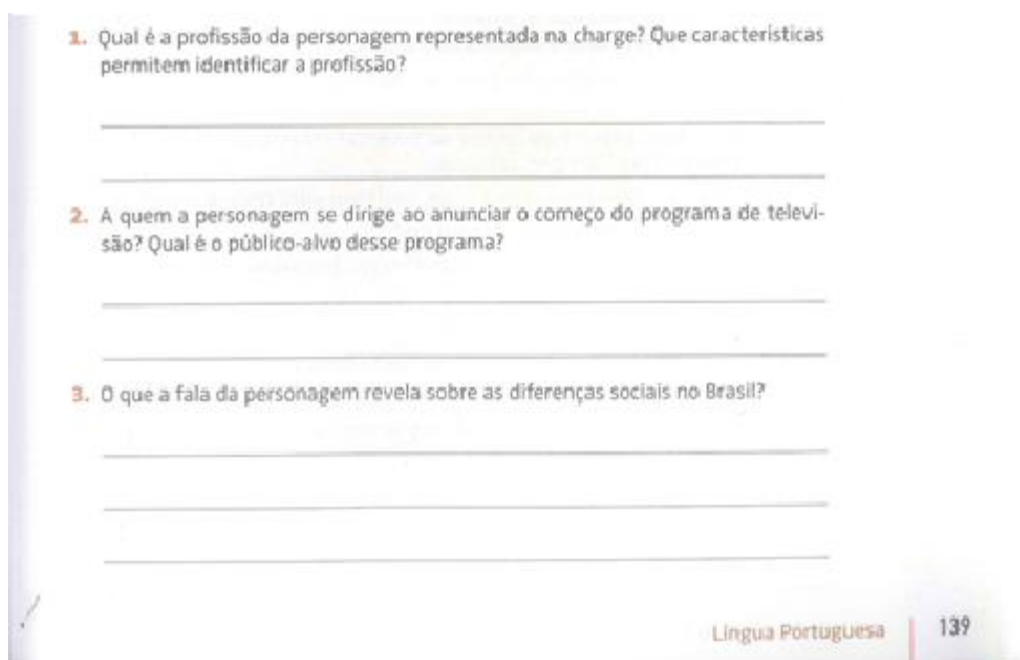 1. Qual é a profissão da personagem representada na charge? Que características
permitem identificar a profissão?
2. A quem a personagem se dirige ao anunciar o começo do programa de televi-
são? Qual é o público-alvo desse programa?
3. O que a fala da personagem revela sobre as diferenças sociais no Brasil?
Língua Portuguesa 139